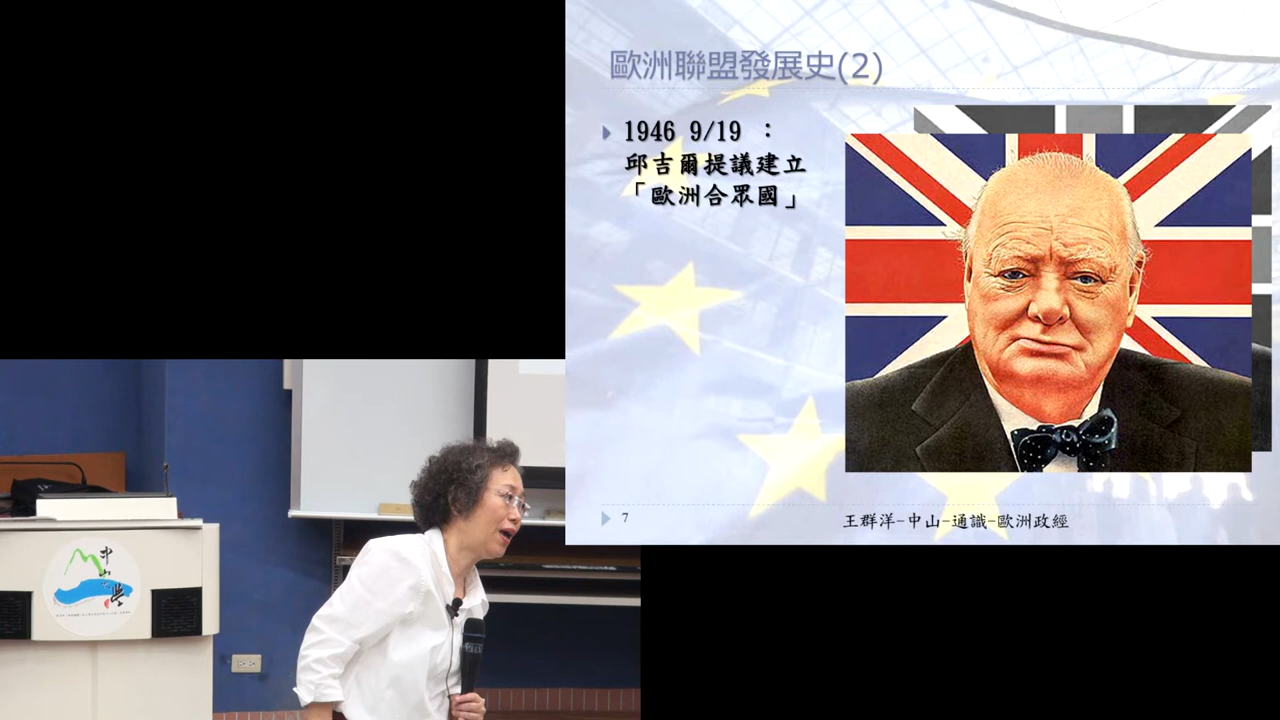 歐洲聯盟發展史(2)
1946 9/19 ：
邱吉爾提議建立
「歐洲合眾國」
7
王群洋-中山-通識-歐洲政經
中山大學